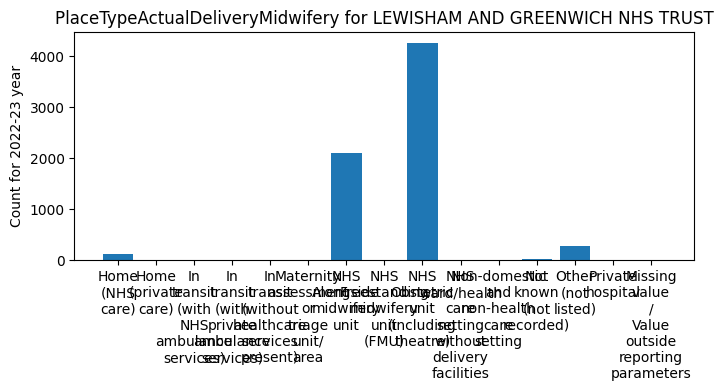 PlaceTypeActualDeliveryMidwifery for LEWISHAM AND GREENWICH NHS TRUST
Count for 2022-23 year
4000
3000
2000
1000
0
Home
(NHS
care)
Home
(private
care)
In
transit
(with
NHS
ambulance
services)
In
transit
(with
private
ambulance
services)
In
transit
(without
healthcare
services
present)
Maternity
assessment
or
triage
unit/
area
NHS
Alongside
midwifery
unit
NHS
Freestanding
midwifery
unit
(FMU)
NHS
Obstetric
unit
(including
theatre)
NHS
ward/health
care
setting
without
delivery
facilities
Non-domestic
and
non-health
care
setting
Not
known
(not
recorded)
Other
(not
listed)
Private
hospital
Missing
value
/
Value
outside
reporting
parameters